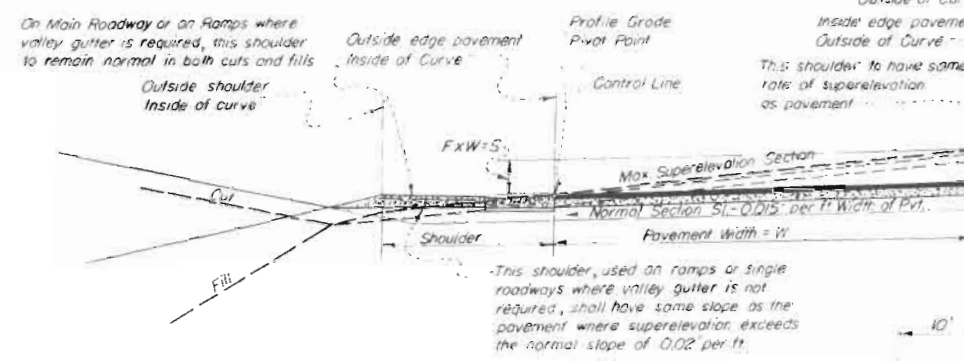 On Main Roadway or on Ramps where
valley gutter is required, this shoulder
to remain normal in both cuts and fills
Outside shoulder
Inside of curve
Outside edge pavement
Inside of Curve
Profile Grade
Pivot Point
Control Line
Inside edge paveme
Outside of Curve
This shoulder to have same
rate of superelevation
as pavement
F x W = S
Max. Superelevation Section
Cut
Normal Section Sl.- 0.015' per ft Width of Pvt.
Shoulder
Pavement Width = W
Fill
This shoulder, used on ramps or single
roadways where valley gutter is not
required, shall have same slope as the
pavement where superelevation exceeds
the normal slope of 0.02' per ft.
10'